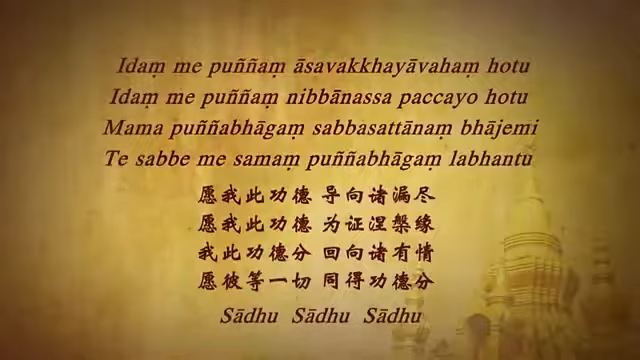 Idaṃ me puññaṃ āsavakkhayāvahaṃ hotu
Idaṃ me puññaṃ nibbānassa paccayo hotu
Mama puññabhāgaṃ sabbasattānaṃ bhājemi
Te sabbe me samaṃ puññabhāgaṃ labhantu
愿我此功德 导向诸漏尽
愿我此功德 为证涅槃缘
我此功德分 回向诸有情
愿彼等一切 同得功德分
Sādhu Sādhu Sādhu